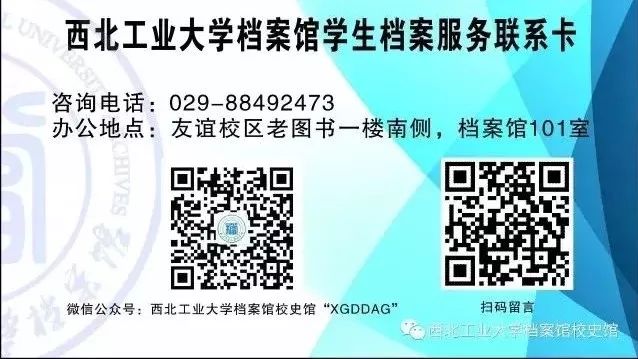 西北工业大学档案馆学生档案服务联系卡
咨询电话：029-88492473
办公地点：友谊校区老图书一楼南侧，档案馆101室
微信公众号：西北工业大学档案馆校史馆“XGDDAG”
扫码留言
西北工业大学档案馆校史馆